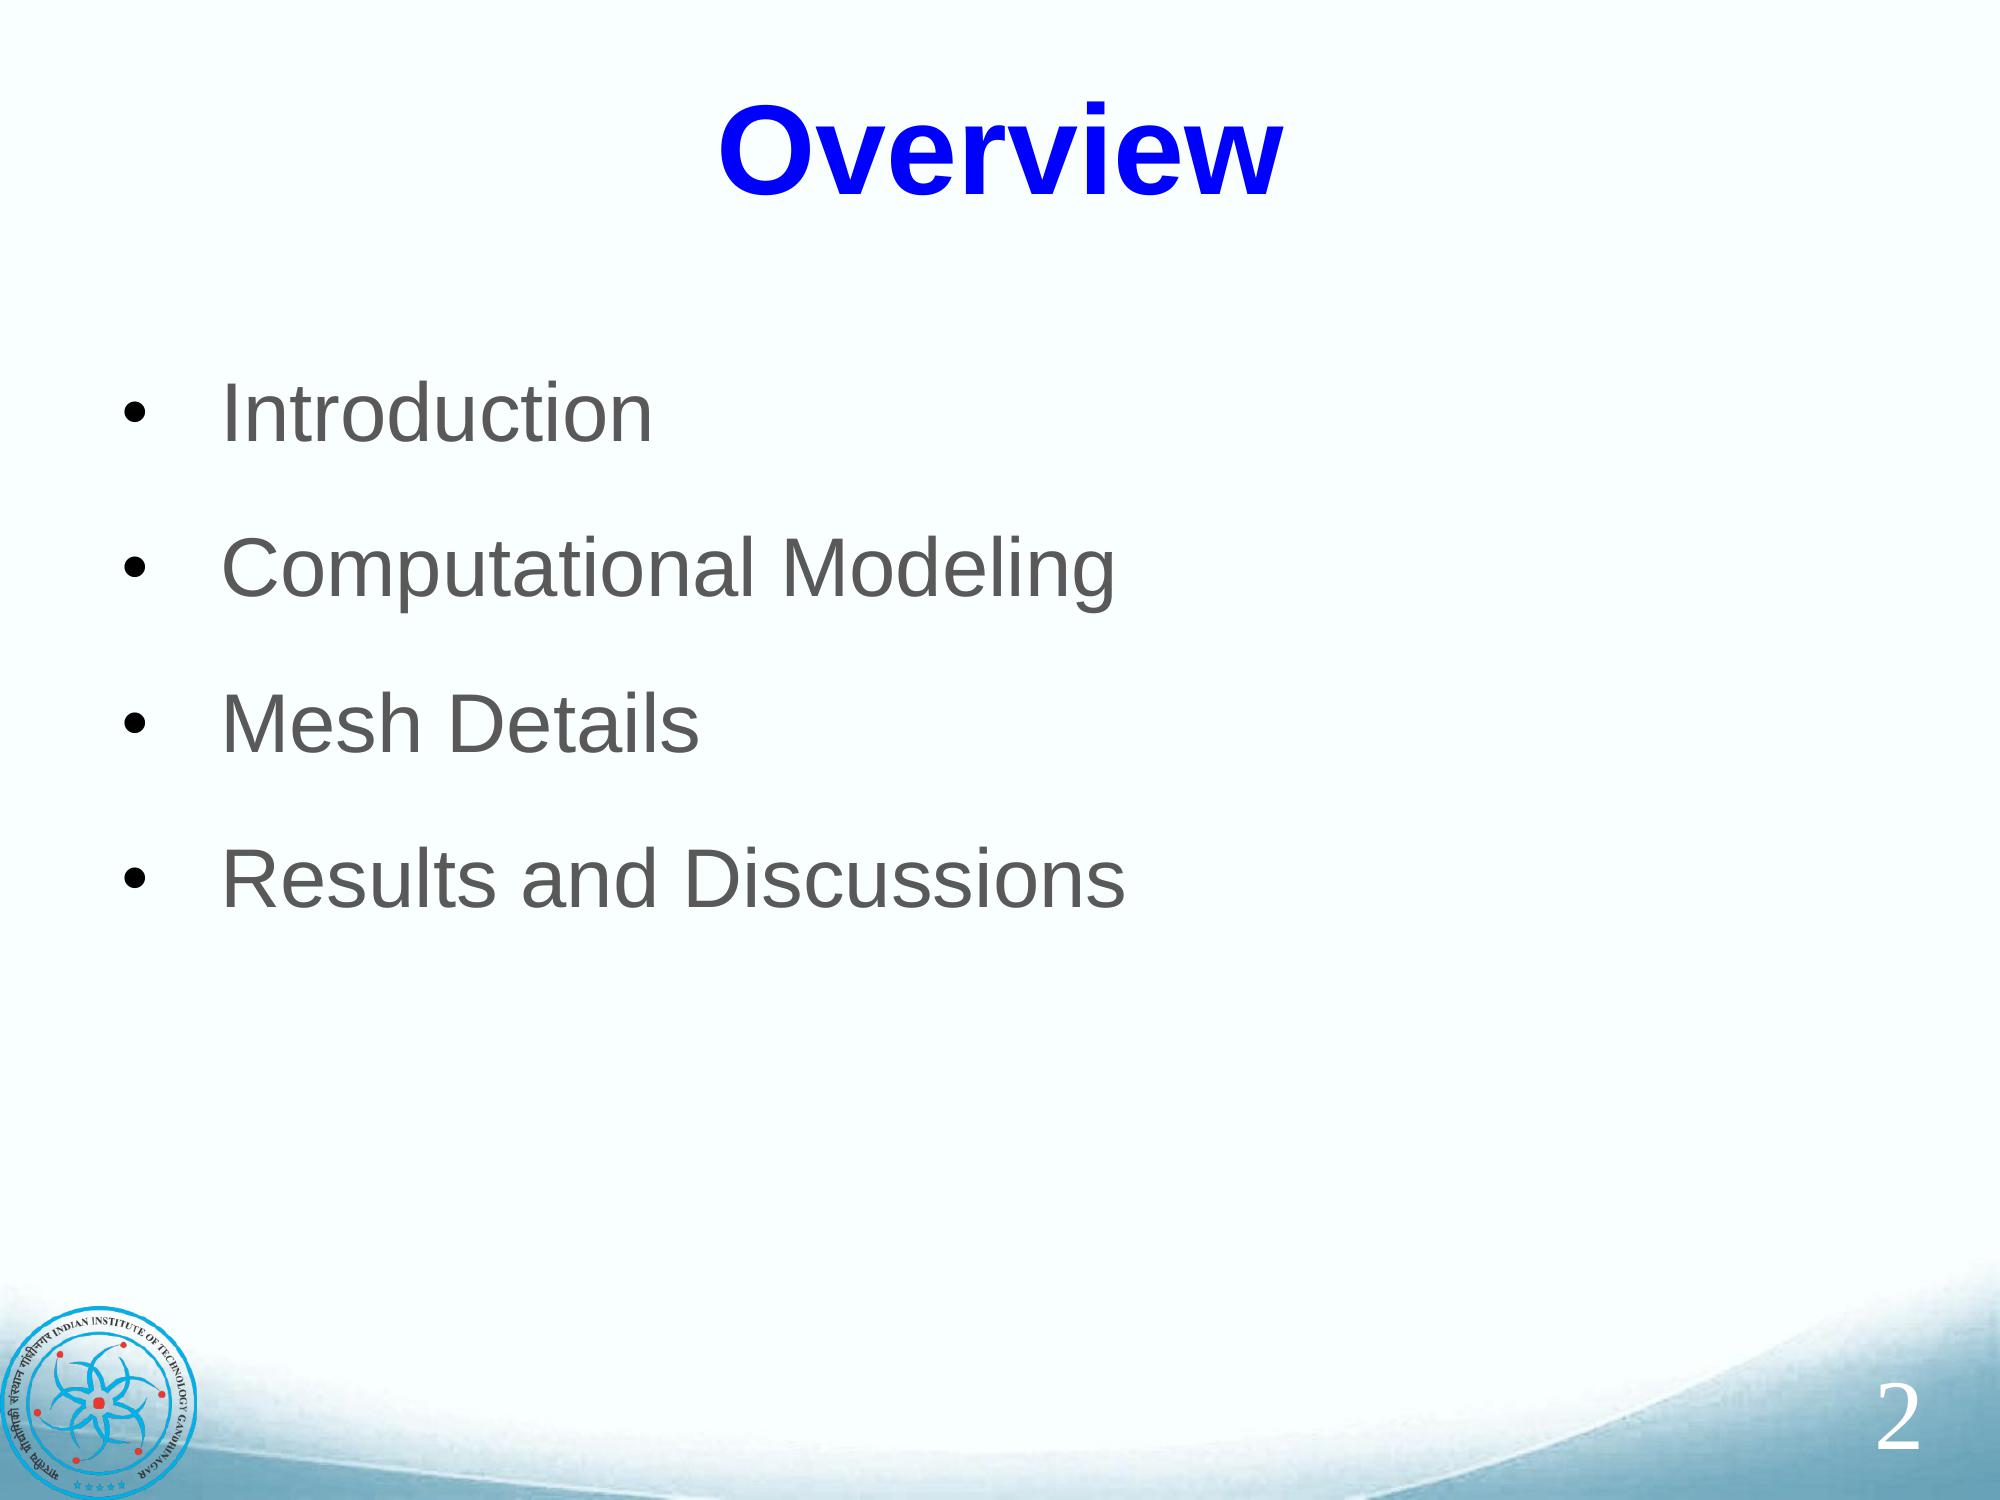 Overview
• Introduction
• Computational Modeling
• Mesh Details
• Results and Discussions
भारतीय प्रौद्योगिकी संस्थान गांधीनगर
INDIAN INSTITUTE OF TECHNOLOGY GANDHINAGAR
2